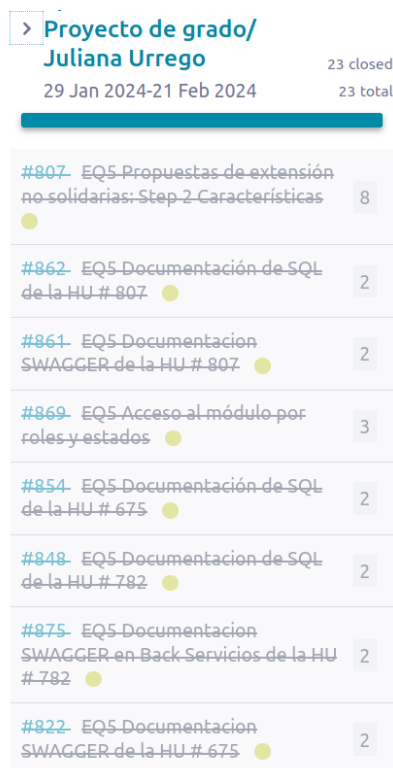 Proyecto de grado/
Juliana Urrego
23 closed
29 Jan 2024-21 Feb 2024
23 total
#807 EQ5 Propuestas de extensión
no solidarias: Step 2 Características
8
#862 EQ5 Documentación de SQL
de la HU # 807
2
#861 EQ5 Documentacion
SWAGGER de la HU # 807
2
#869 EQ5 Acceso al módulo por
roles y estados
3
#854 EQ5 Documentación de SQL
de la HU # 675
2
#848 EQ5 Documentacion de SQL
de la HU # 782
2
#875 EQ5 Documentacion
SWAGGER en Back Servicios de la HU
# 782
2
#822 EQ5 Documentacion
SWAGGER de la HU # 675
2